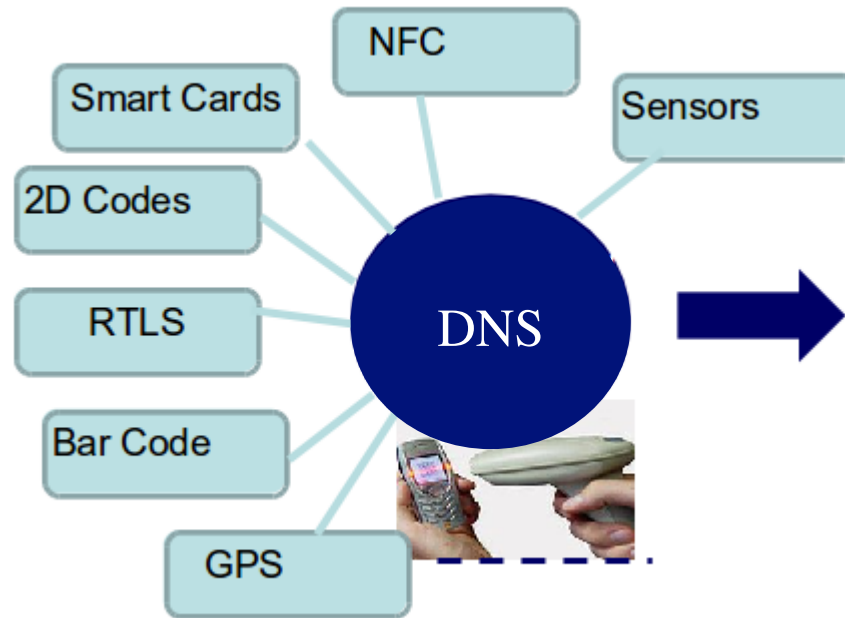 NFC
Smart Cards
Sensors
2D Codes
RTLS
DNS
Bar Code
GPS